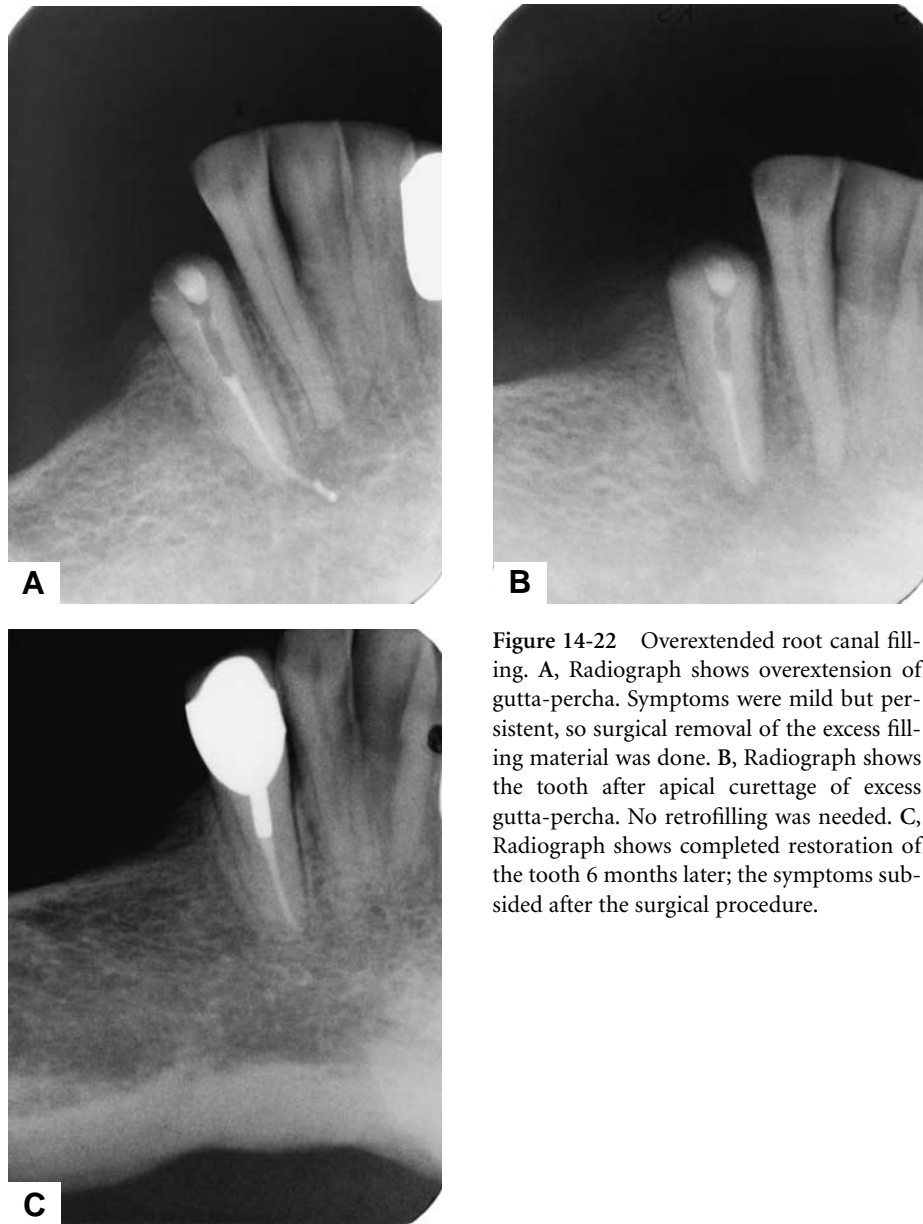 A
B
C
Figure 14-22 Overextended root canal fill-
ing. A, Radiograph shows overextension of
gutta-percha. Symptoms were mild but per-
sistent, so surgical removal of the excess fill-
ing material was done. B, Radiograph shows
the tooth after apical curettage of excess
gutta-percha. No retrofilling was needed. C,
Radiograph shows completed restoration of
the tooth 6 months later; the symptoms sub-
sided after the surgical procedure.